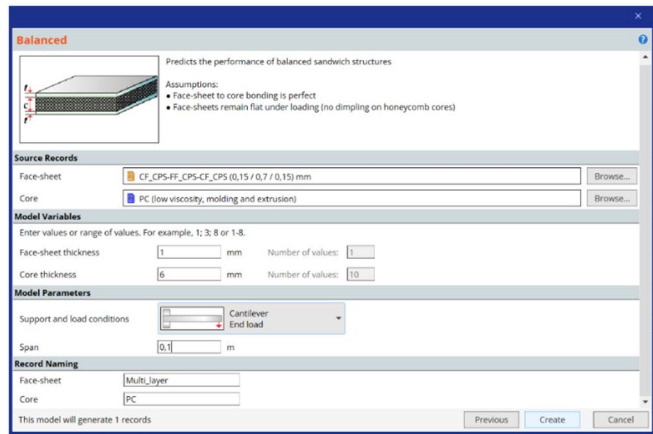 Balanced
Predicts the performance of balanced sandwich structures
Assumptions:
• Face-sheet to core bonding is perfect
• Face-sheets remain flat under loading (no dimpling on honeycomb cores)
t
c
t
Source Records
Face-sheet CF_CPS-FF_CPS-CF_CPS (0,15 / 0,7 / 0,15) mm Browse...
Core PC (low viscosity, molding and extrusion) Browse...
Model Variables
Enter values or range of values. For example, 1; 3; 8 or 1-8.
Face-sheet thickness 1 mm Number of values: 1
Core thickness 6 mm Number of values: 10
Model Parameters
Support and load conditions Cantilever
End load
Span 0,1 m
Record Naming
Face-sheet Multi_layer
Core PC
This model will generate 1 records Previous Create Cancel